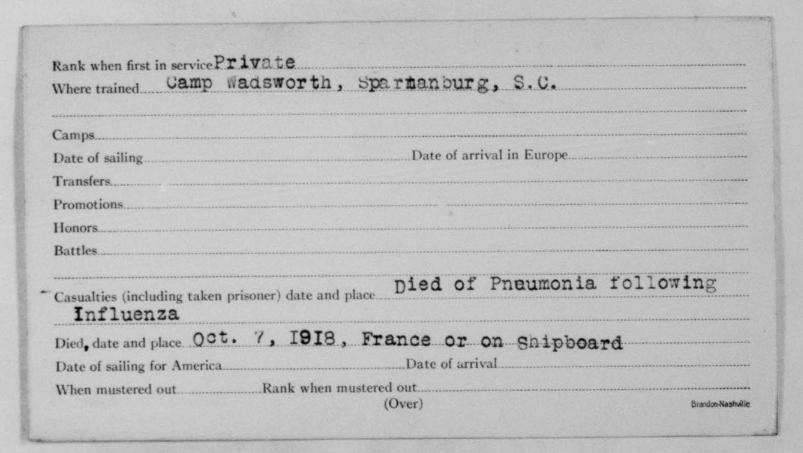 Rank when first in service Private
Where trained Camp Wadsworth, Spartanburg, S.C.
Camps
Date of sailing Date of arrival in Europe
Transfers
Promotions
Honors
Battles
Casualties (including taken prisoner) date and place Died of Pneumonia following
Influenza
Died, date and place Oct. 7, 1918, France or on Shipboard
Date of sailing for America Date of arrival
When mustered out Rank when mustered out
(Over)
Brandon-Nashville